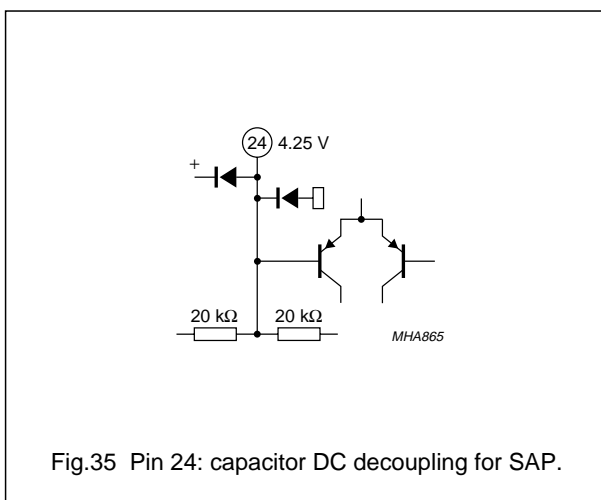 24 4.25 V
+
20 kΩ 20 kΩ
MHA865
Fig.35 Pin 24: capacitor DC decoupling for SAP.